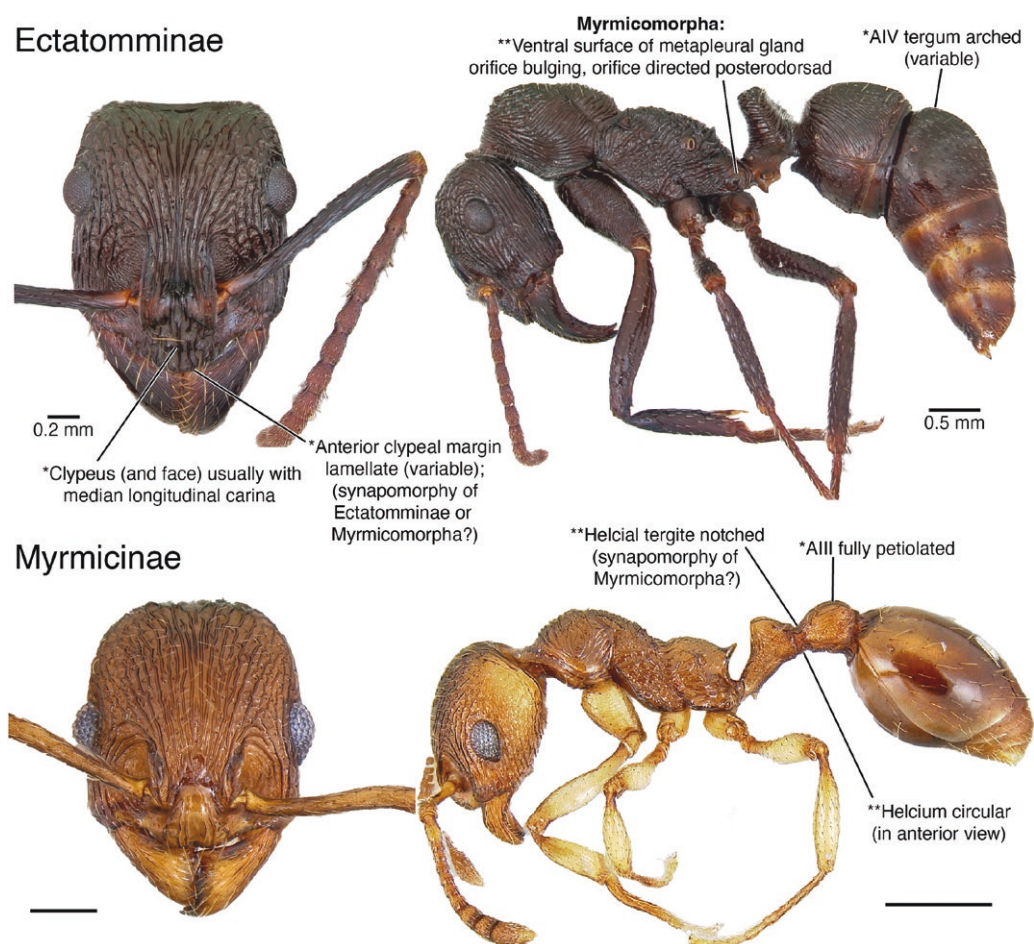 Ectatomminae
Myrmicomorpha:
**Ventral surface of metapleural gland
orifice bulging, orifice directed posterodorsad
*AIV tergum arched
(variable)
0.2 mm
0.5 mm
*Clypeus (and face) usually with
median longitudinal carina
*Anterior clypeal margin
lamellate (variable);
(synapomorphy of
Ectatomminae or
Myrmicomorpha?)
Myrmicinae
**Helcial tergite notched
(synapomorphy of
Myrmicomorpha?)
*AIII fully petiolated
**Helcium circular
(in anterior view)